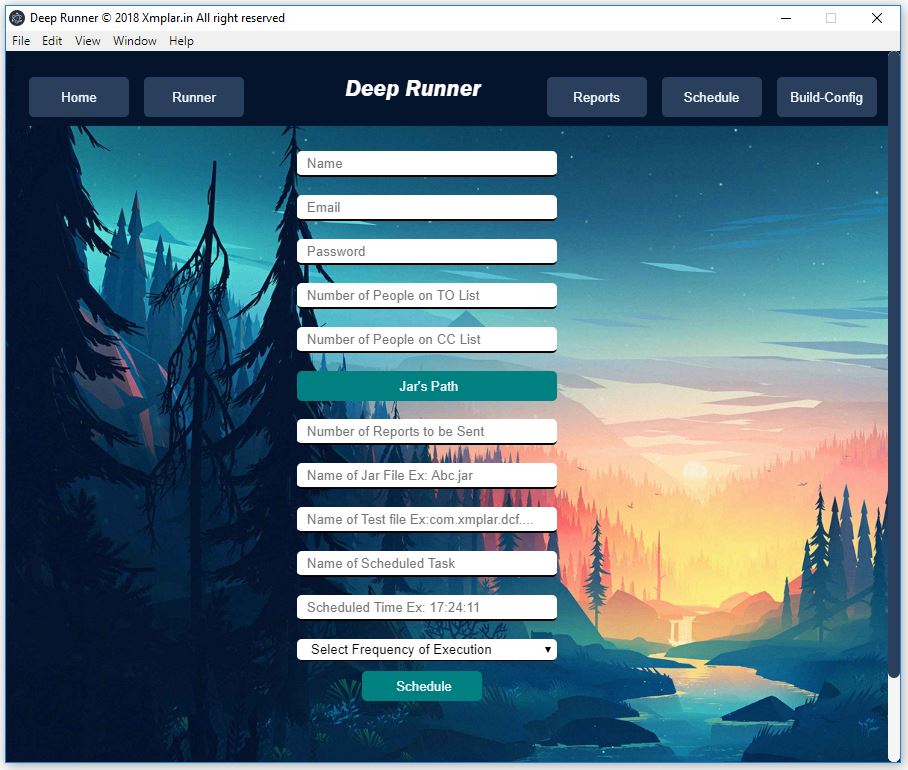 Deep Runner © 2018 Xmplar.in All right reserved
File Edit View Window Help
Home Runner Deep Runner Reports Schedule Build-Config
Name
Email
Password
Number of People on TO List
Number of People on CC List
Jar's Path
Number of Reports to be Sent
Name of Jar File Ex: Abc.jar
Name of Test file Ex:com.xmplar.dcf....
Name of Scheduled Task
Scheduled Time Ex: 17:24:11
Select Frequency of Execution
Schedule